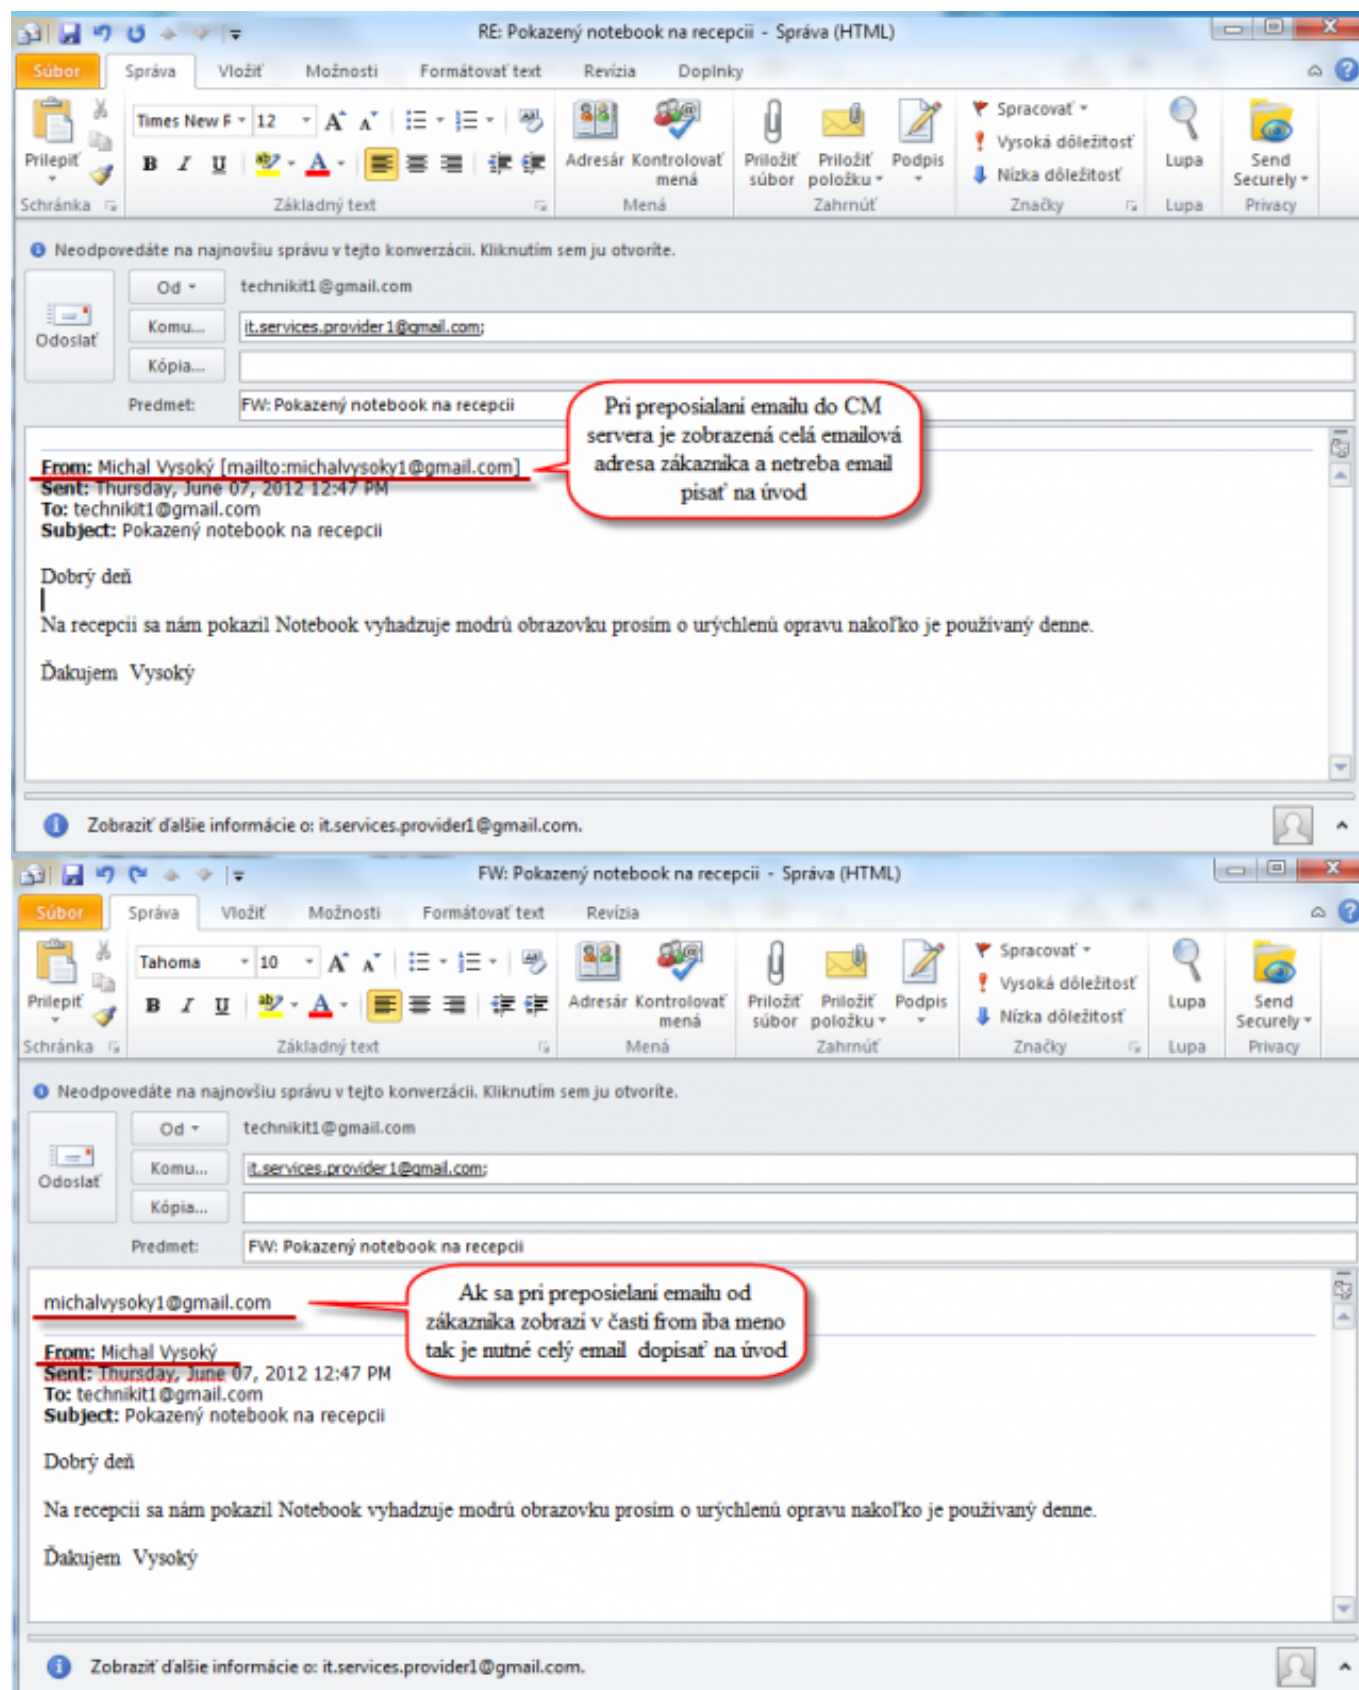 RE: Pokazený notebook na recepcii - Správa (HTML)
Súbor Správa Vložiť Možnosti Formátovať text Revízia Doplnky
Times New F 12
Prilepiť B I U Adresár Kontrolovať mená Priložiť súbor Priložiť položku Podpis Spracovať Vysoká dôležitosť Nízka dôležitosť Lupa Send Securely
Schránka Základný text Mená Zahrnúť Značky Lupa Privacy
Neodpovedáte na najnovšiu správu v tejto konverzácii. Kliknutím sem ju otvoríte.
Odoslať
Od technikit1@gmail.com
Komu... it.services.provider1@gmail.com;
Kópia...
Predmet: FW: Pokazený notebook na recepcii
Pri preposialaní emailu do CM
servera je zobrazená celá emailová
adresa zákazníka a netreba email
písať na úvod
From: Michal Vysoký [mailto:michalvysoky1@gmail.com]
Sent: Thursday, June 07, 2012 12:47 PM
To: technikit1@gmail.com
Subject: Pokazený notebook na recepcii
Dobrý deň
Na recepcii sa nám pokazil Notebook vyhadzuje modrú obrazovku prosím o urýchlenú opravu nakoľko je používaný denne.
Ďakujem Vysoký
Zobraziť ďalšie informácie o: it.services.provider1@gmail.com.
FW: Pokazený notebook na recepcii - Správa (HTML)
Súbor Správa Vložiť Možnosti Formátovať text Revízia
Tahoma 10
Prilepiť B I U Adresár Kontrolovať mená Priložiť súbor Priložiť položku Podpis Spracovať Vysoká dôležitosť Nízka dôležitosť Lupa Send Securely
Schránka Základný text Mená Zahrnúť Značky Lupa Privacy
Neodpovedáte na najnovšiu správu v tejto konverzácii. Kliknutím sem ju otvoríte.
Odoslať
Od technikit1@gmail.com
Komu... it.services.provider1@gmail.com;
Kópia...
Predmet: FW: Pokazený notebook na recepcii
michalvysoky1@gmail.com
Ak sa pri preposielaní emailu od
zákazníka zobrazí v časti from iba meno
tak je nutné celý email dopísať na úvod
From: Michal Vysoký
Sent: Thursday, June 07, 2012 12:47 PM
To: technikit1@gmail.com
Subject: Pokazený notebook na recepcii
Dobrý deň
Na recepcii sa nám pokazil Notebook vyhadzuje modrú obrazovku prosím o urýchlenú opravu nakoľko je používaný denne.
Ďakujem Vysoký
Zobraziť ďalšie informácie o: it.services.provider1@gmail.com.